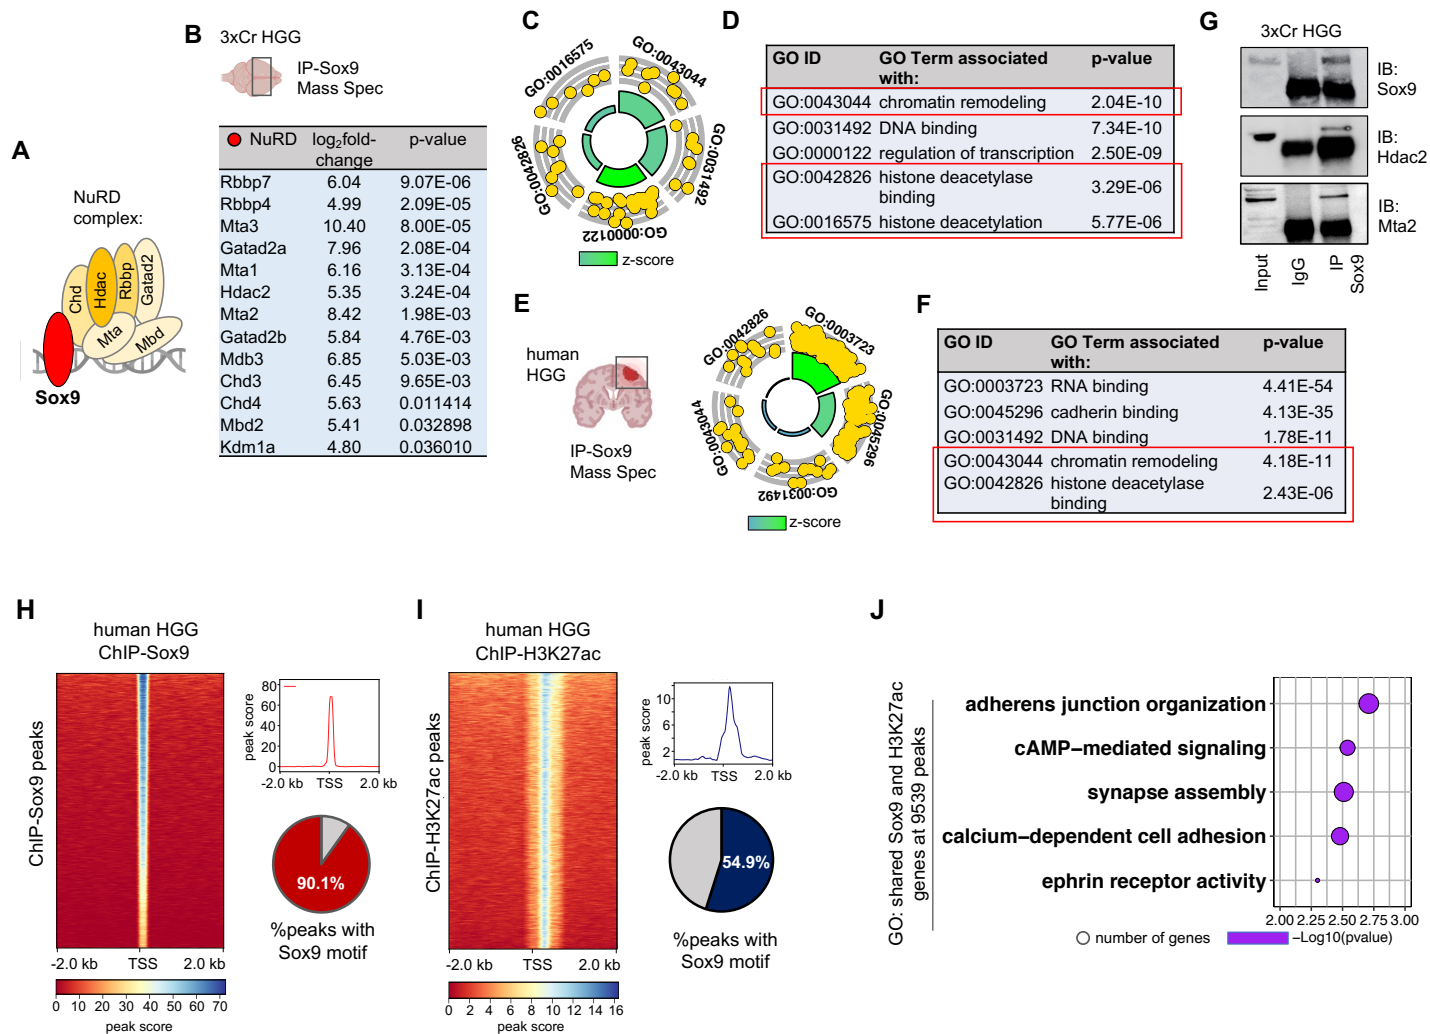 A
NuRD
complex:
Chd
Hdac
Rbbp
Gatad2
Mta
Mbd
Sox9
B
3xCr HGG
IP-Sox9
Mass Spec
NuRD log2fold-change p-value
Rbbp7 6.04 9.07E-06
Rbbp4 4.99 2.09E-05
Mta3 10.40 8.00E-05
Gatad2a 7.96 2.08E-04
Mta1 6.16 3.13E-04
Hdac2 5.35 3.24E-04
Mta2 8.42 1.98E-03
Gatad2b 5.84 4.76E-03
Mdb3 6.85 5.03E-03
Chd3 6.45 9.65E-03
Chd4 5.63 0.011414
Mbd2 5.41 0.032898
Kdm1a 4.80 0.036010
C
GO:0016575
GO:0043044
GO:0042826
GO:0031492
GO:0000122
z-score
D
GO ID GO Term associated with: p-value
GO:0043044 chromatin remodeling 2.04E-10
GO:0031492 DNA binding 7.34E-10
GO:0000122 regulation of transcription 2.50E-09
GO:0042826 histone deacetylase binding 3.29E-06
GO:0016575 histone deacetylation 5.77E-06
E
human
HGG
IP-Sox9
Mass Spec
GO:0042826
GO:0003723
GO:0043044
GO:0045296
GO:0031492
z-score
F
GO ID GO Term associated with: p-value
GO:0003723 RNA binding 4.41E-54
GO:0045296 cadherin binding 4.13E-35
GO:0031492 DNA binding 1.78E-11
GO:0043044 chromatin remodeling 4.18E-11
GO:0042826 histone deacetylase binding 2.43E-06
G
3xCr HGG
IB:
Sox9
IB:
Hdac2
IB:
Mta2
Input
IgG
IP
Sox9
H
human HGG
ChIP-Sox9
ChIP-Sox9 peaks
-2.0 kb TSS 2.0 kb
0 10 20 30 40 50 60 70
peak score
peak score
80
60
40
20
0
-2.0 kb TSS 2.0 kb
90.1%
%peaks with
Sox9 motif
I
human HGG
ChIP-H3K27ac
ChIP-H3K27ac peaks
-2.0 kb TSS 2.0 kb
0 2 4 6 8 10 12 14 16
peak score
peak score
10
6
2
-2.0 kb TSS 2.0 kb
54.9%
%peaks with
Sox9 motif
J
GO: shared Sox9 and H3K27ac
genes at 9539 peaks
adherens junction organization
cAMP−mediated signaling
synapse assembly
calcium−dependent cell adhesion
ephrin receptor activity
2.00 2.25 2.50 2.75 3.00
number of genes
−Log10(pvalue)